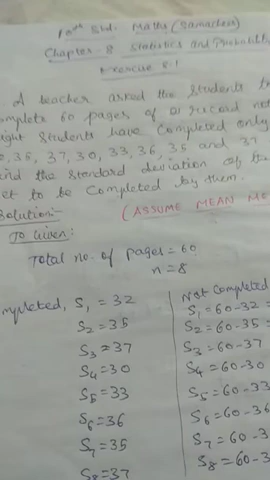 10th Std. Maths (Samacheer
Chapter-8 Statistics and Probability
Exercise 8.1
A teacher asked the students to
complete 60 pages of a record not
ight Students have completed only
35, 37, 30, 33, 36, 35 and 37
ind the Standard deviation of the
et to be completed by them.
Solution:- (ASSUME MEAN ME
To Given:
Total no. of pages = 60
n = 8
ompleted, S1 = 32
S2 = 35
S3 = 37
S4 = 30
S5 = 33
S6 = 36
S7 = 35
S8 = 37
Not Completed
S1 = 60-32 =
S2 = 60-35 =
S3 = 60-37
S4 = 60-30
S5 = 60-33
S6 = 60-36
S7 = 60-3
S8 = 60-3